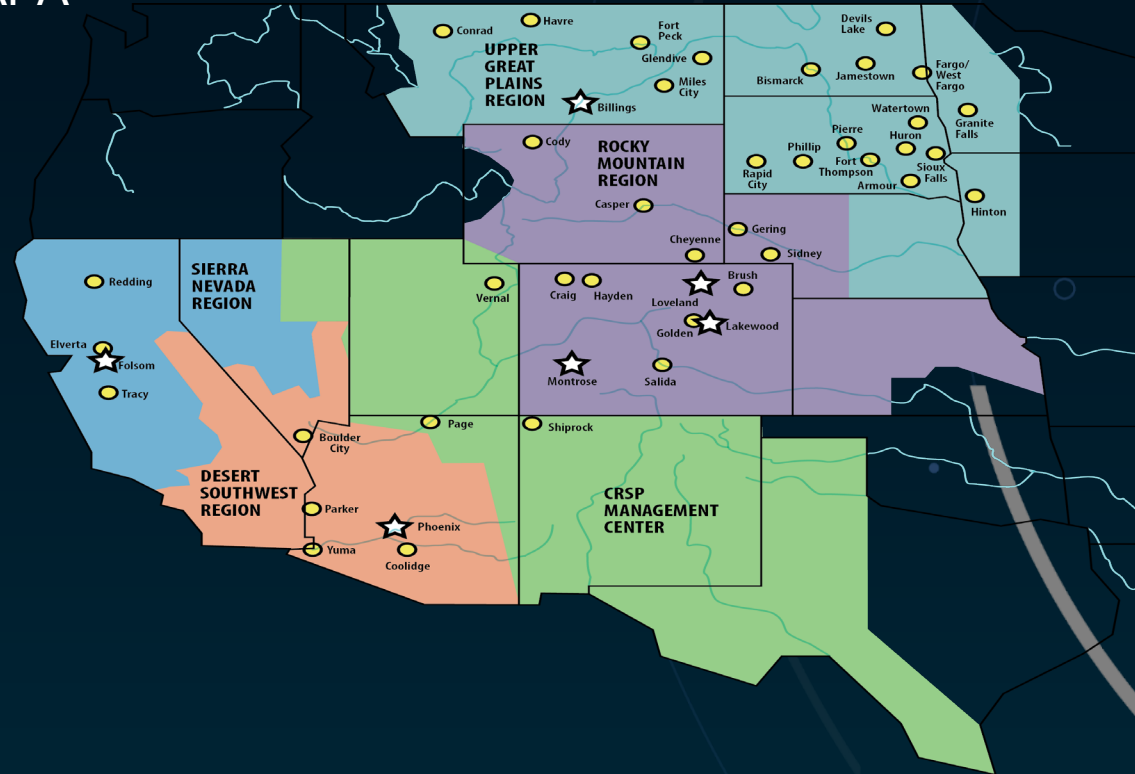 Conrad
Havre
Fort
Peck
Glendive
Miles
City
UPPER
GREAT
PLAINS
REGION
Billings
Devils
Lake
Bismarck
Jamestown
Fargo/
West
Fargo
Watertown
Granite
Falls
Pierre
Huron
Phillip
Rapid
City
Fort
Thompson
Sioux
Falls
Armour
Hinton
Cody
ROCKY
MOUNTAIN
REGION
Casper
Gering
Cheyenne
Sidney
Redding
SIERRA
NEVADA
REGION
Vernal
Craig
Hayden
Brush
Loveland
Golden
Lakewood
Elverta
Folsom
Tracy
Montrose
Salida
Page
Shiprock
Boulder
City
DESERT
SOUTHWEST
REGION
CRSP
MANAGEMENT
CENTER
Parker
Phoenix
Yuma
Coolidge